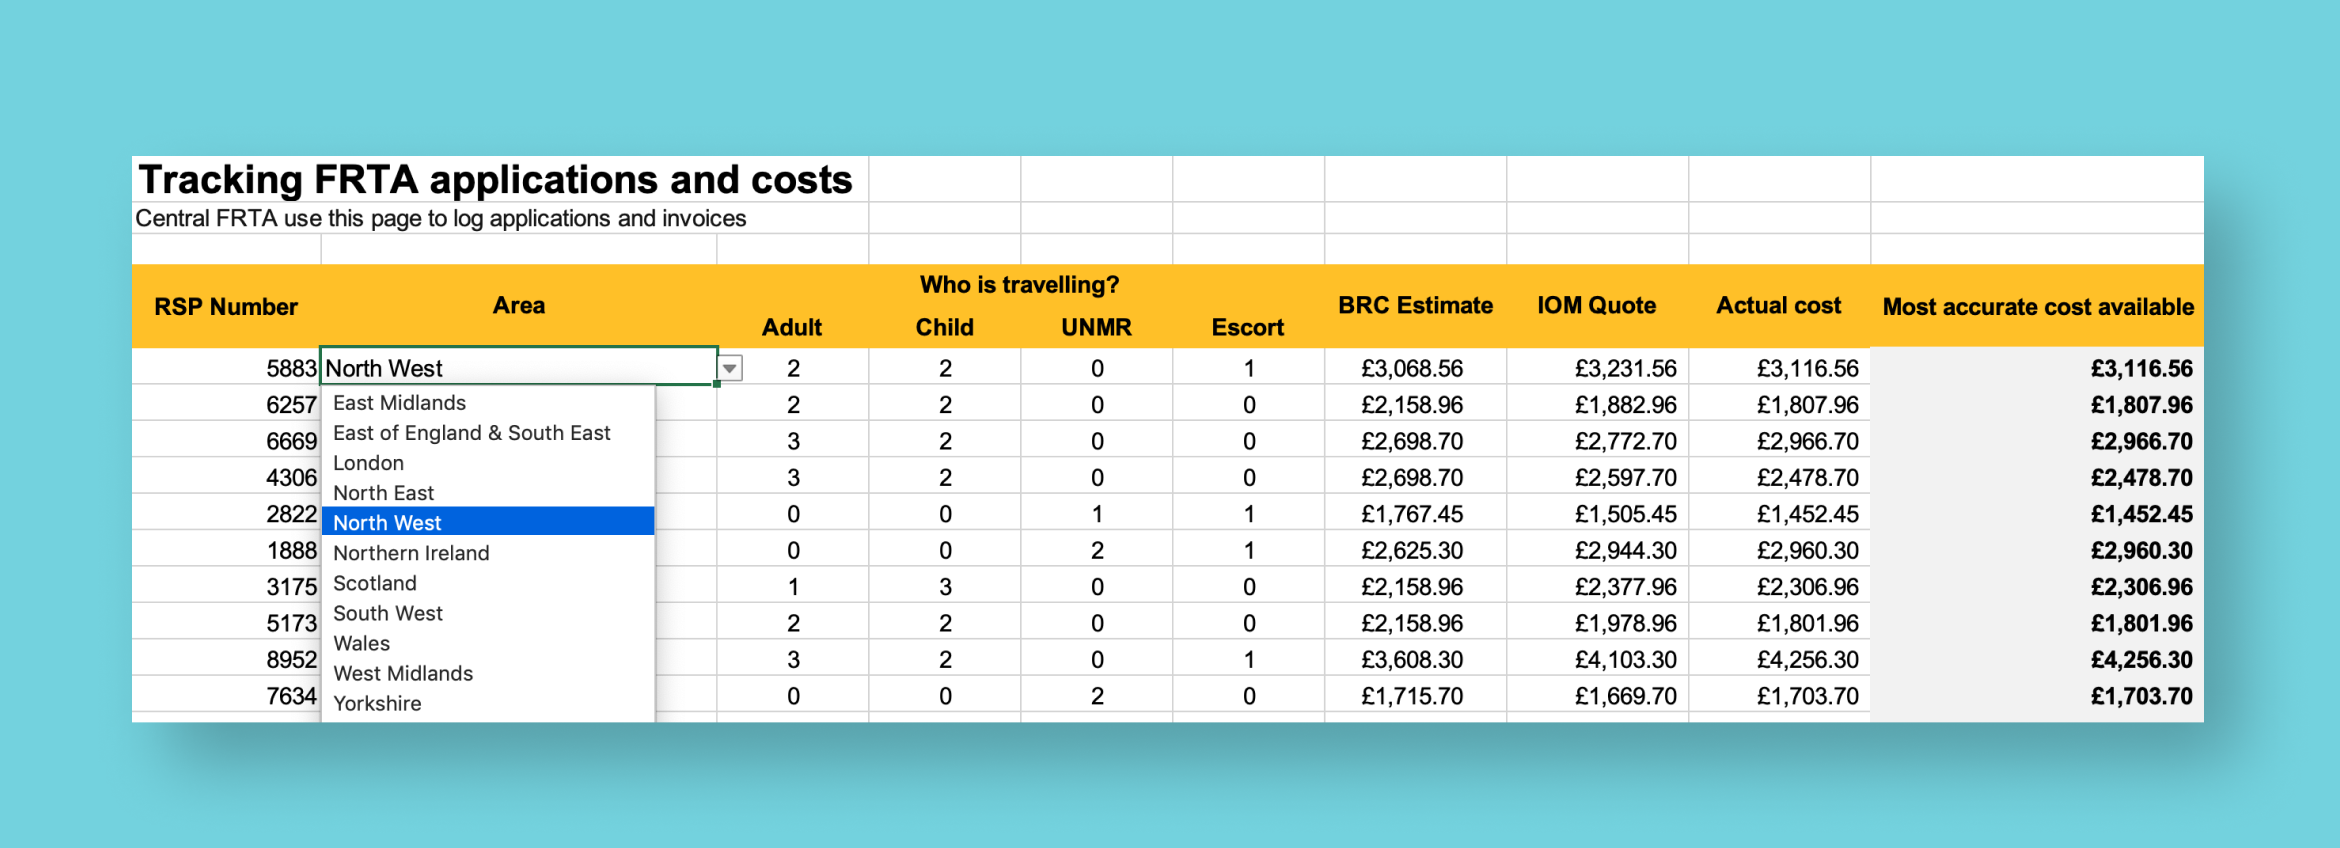 Tracking FRTA applications and costs
Central FRTA use this page to log applications and invoices
Who is travelling?
RSP Number Area Adult Child UNMR Escort BRC Estimate IOM Quote Actual cost Most accurate cost available
5883 North West 2 2 0 1 £3,068.56 £3,231.56 £3,116.56 £3,116.56
6257 2 2 0 0 £2,158.96 £1,882.96 £1,807.96 £1,807.96
6669 3 2 0 0 £2,698.70 £2,772.70 £2,966.70 £2,966.70
4306 3 2 0 0 £2,698.70 £2,597.70 £2,478.70 £2,478.70
2822 0 0 1 1 £1,767.45 £1,505.45 £1,452.45 £1,452.45
1888 0 0 2 1 £2,625.30 £2,944.30 £2,960.30 £2,960.30
3175 1 3 0 0 £2,158.96 £2,377.96 £2,306.96 £2,306.96
5173 2 2 0 0 £2,158.96 £1,978.96 £1,801.96 £1,801.96
8952 3 2 0 1 £3,608.30 £4,103.30 £4,256.30 £4,256.30
7634 0 0 2 0 £1,715.70 £1,669.70 £1,703.70 £1,703.70
East Midlands
East of England & South East
London
North East
North West
Northern Ireland
Scotland
South West
Wales
West Midlands
Yorkshire